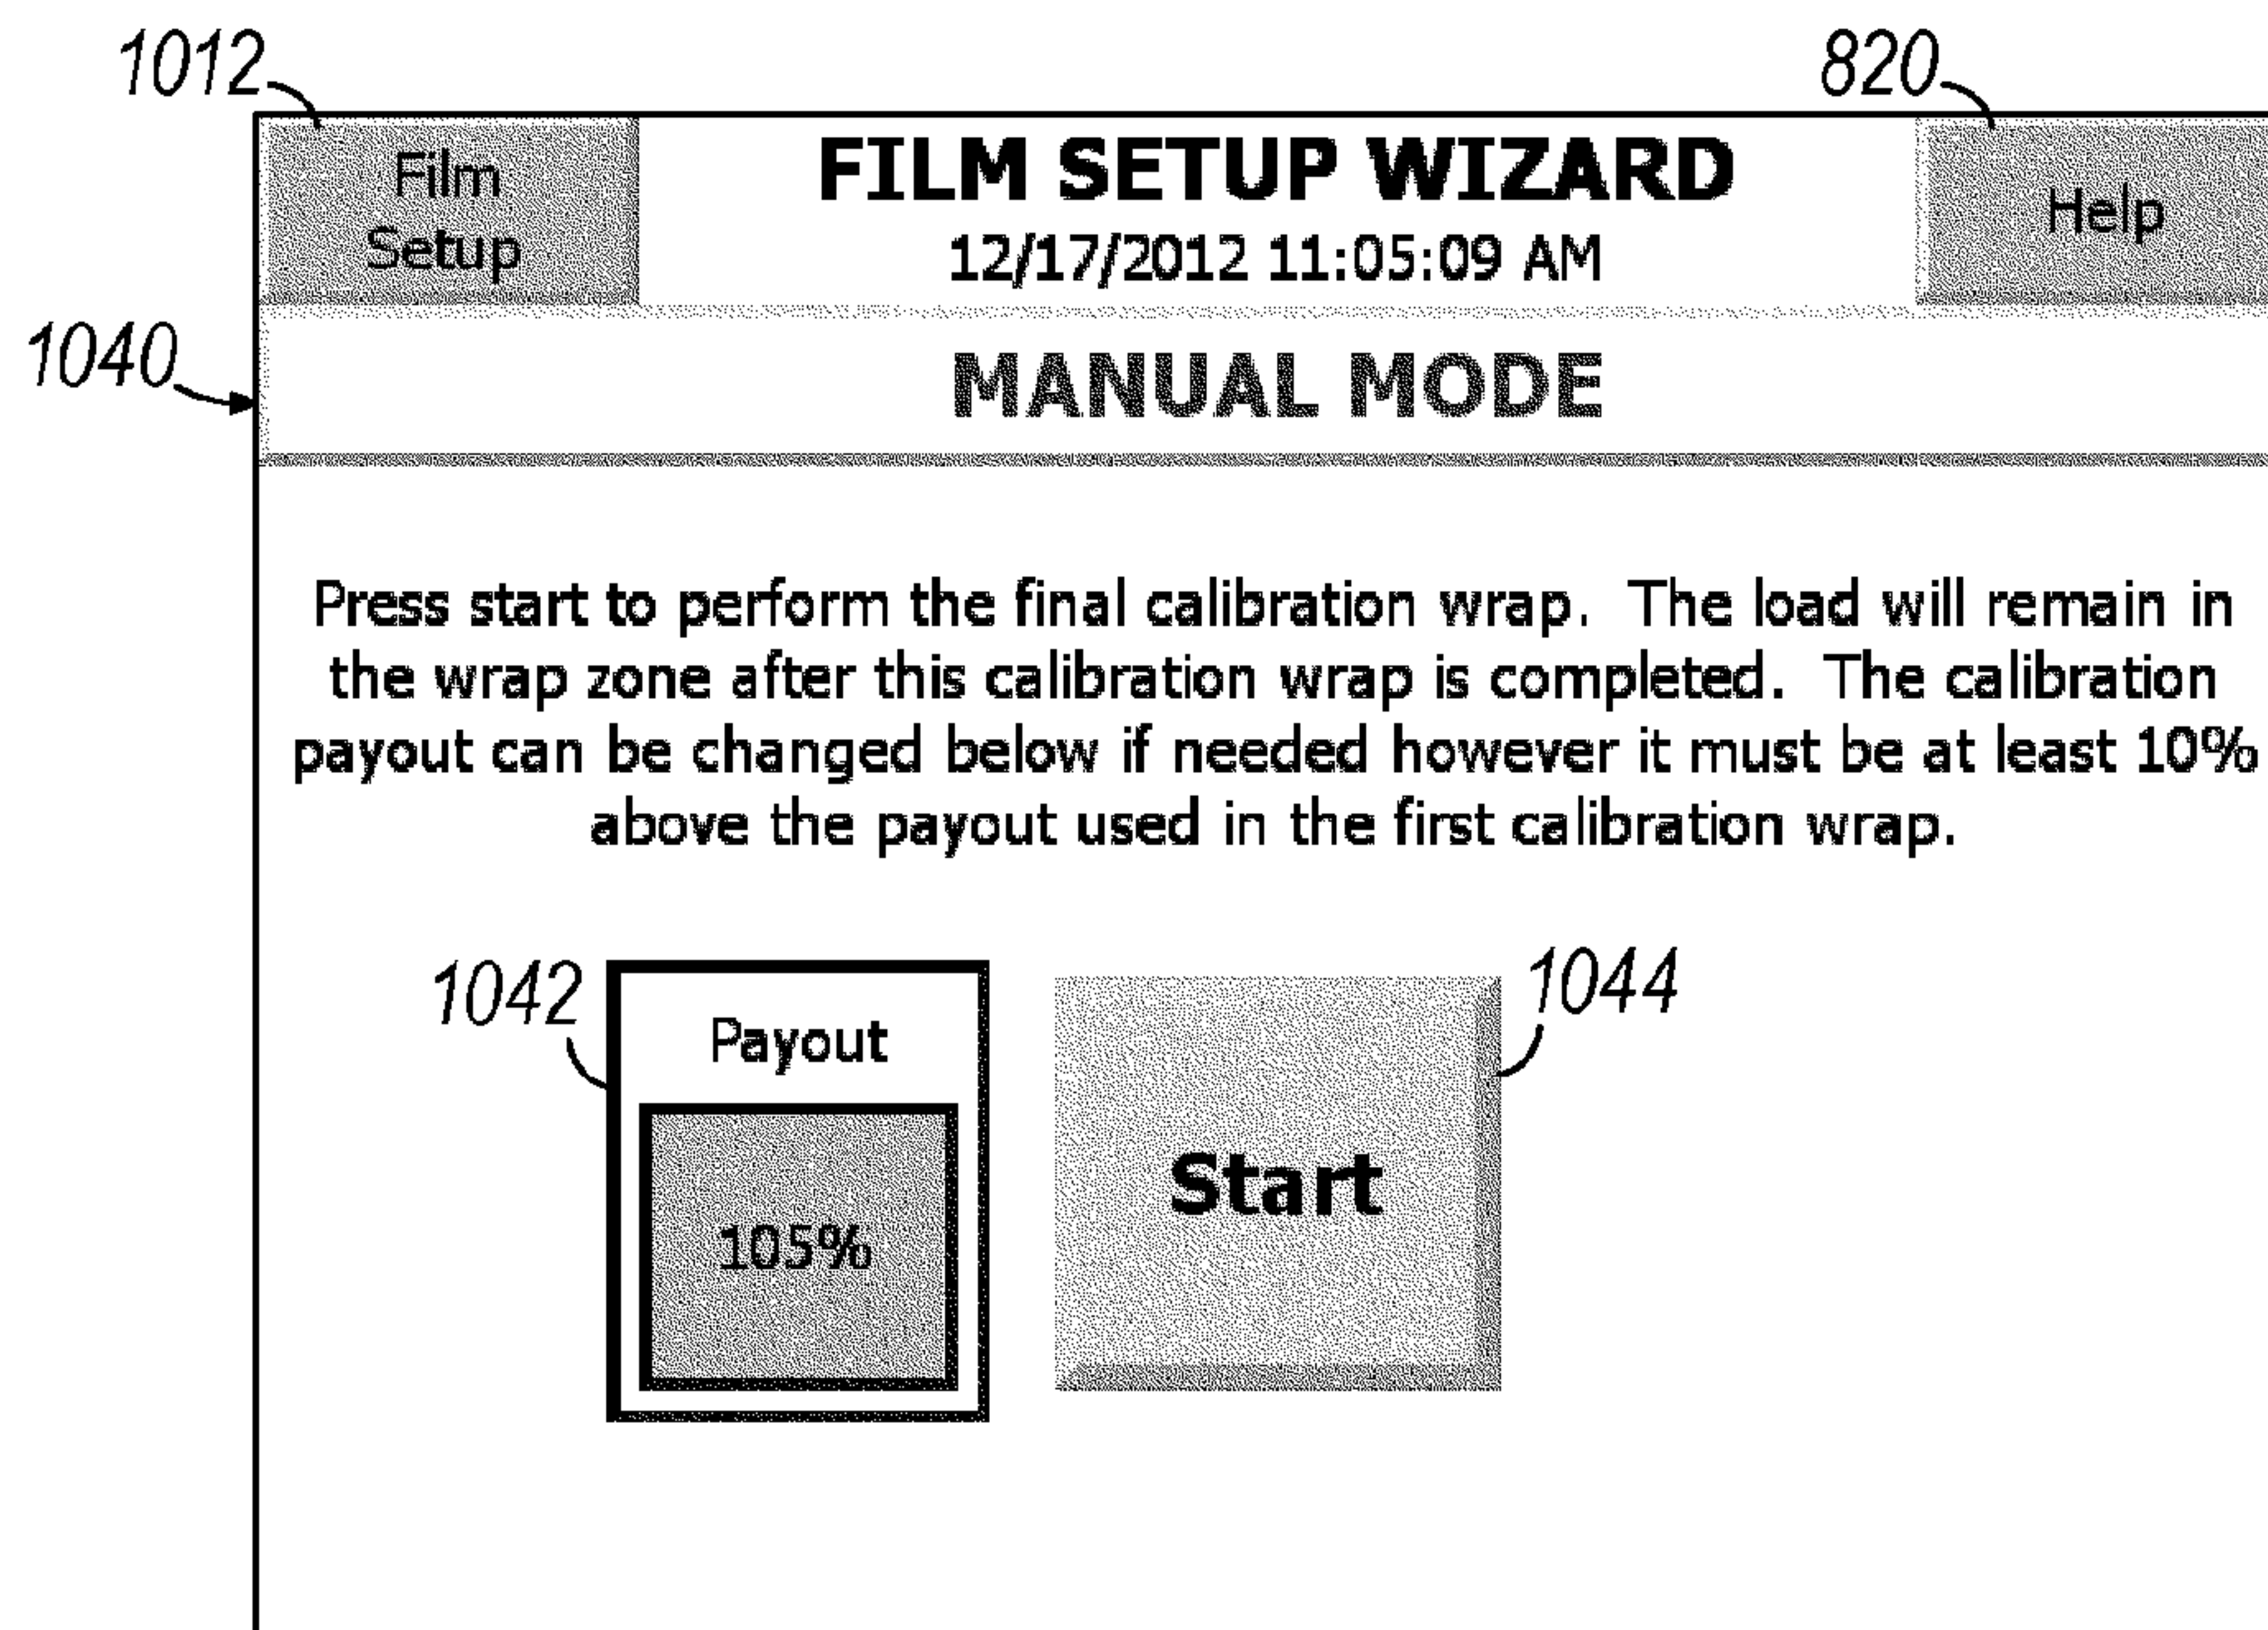 1012
820
Film
Setup
FILM SETUP WIZARD
12/17/2012 11:05:09 AM
Help
1040
MANUAL MODE
Press start to perform the final calibration wrap. The load will remain in
the wrap zone after this calibration wrap is completed. The calibration
payout can be changed below if needed however it must be at least 10%
above the payout used in the first calibration wrap.
1042
Payout
105%
Start
1044